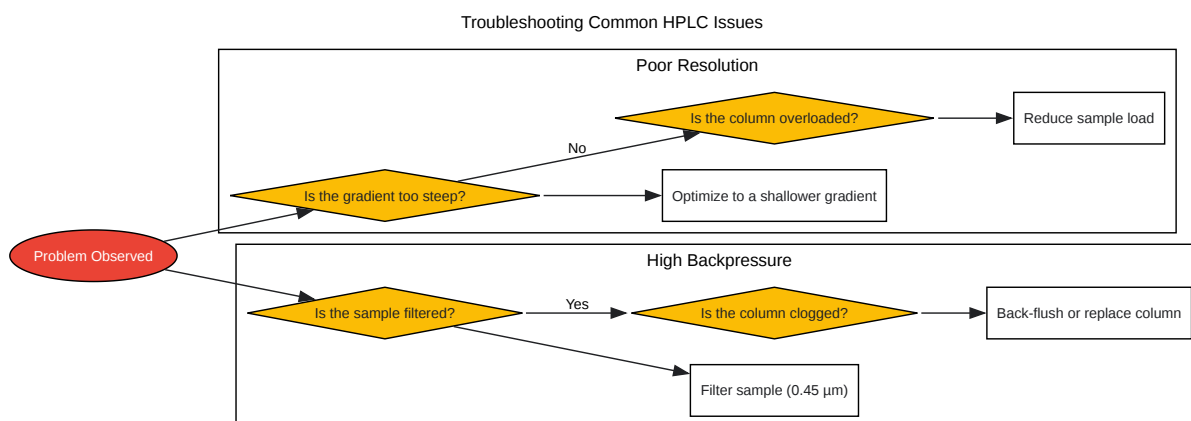 Troubleshooting Common HPLC Issues
Poor Resolution
Is the column overloaded?
Reduce sample load
No
Is the gradient too steep?
Optimize to a shallower gradient
Problem Observed
High Backpressure
Is the sample filtered?
Yes
Is the column clogged?
Back-flush or replace column
Filter sample (0.45 µm)